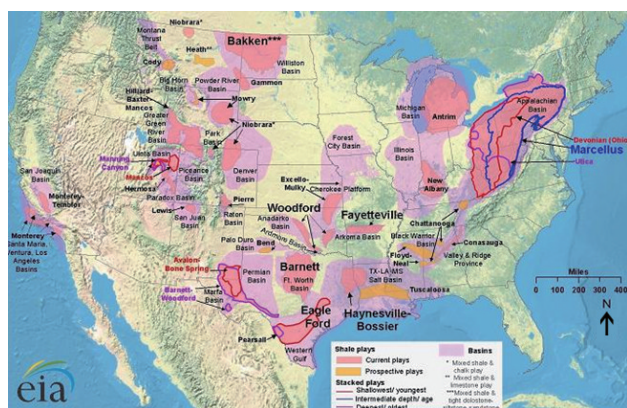 Niobrara*
Montana
Thrust
Belt
Heath**
Cody
Bakken***
Williston
Basin
Big Horn
Basin
Powder River
Basin
Gammon
Hilliard-
Baxter-
Mancos
Mowry
Greater
Green
River
Basin
Park
Basin
Niobrara*
Michigan
Basin
Antrim
Appalachian
Basin
Devonian (Ohio)
Marcellus
Utica
Forest
City Basin
Illinois
Basin
Uinta Basin
Manning
Canyon
Mancos
Piceance
Basin
Denver
Basin
Excello-
Mulky
Cherokee Platform
New
Albany
San Joaquin
Basin
Monterey-
Temblor
Hermosa
Paradox Basin
Lewis
San Juan
Basin
Pierre
Raton
Basin
Woodford
Anadarko
Basin
Fayetteville
Chattanooga
Monterey
Santa Maria,
Ventura, Los
Angeles
Basins
Palo Duro
Basin
Bend
Ardmore Basin
Arkoma Basin
Black Warrior
Basin
Floyd-
Neal
Conasauga
Valley & Ridge
Province
Avalon-
Bone Spring
Permian
Basin
Barnett
Ft. Worth
Basin
TX-LA-MS
Salt Basin
Tuscaloosa
Barnett-
Woodford
Marfa
Basin
Haynesville-
Bossier
Eagle
Ford
Pearsall
Western
Gulf
Miles
0 100 200 300 400
N
Shale plays
Current plays
Prospective plays
Stacked plays
Shallowest/ youngest
Intermediate depth/ age
Deepest/ oldest
Basins
* Mixed shale &
chalk play
** Mixed shale &
limestone play
***Mixed shale &
tight dolostone-
siltstone-sandstone
eia